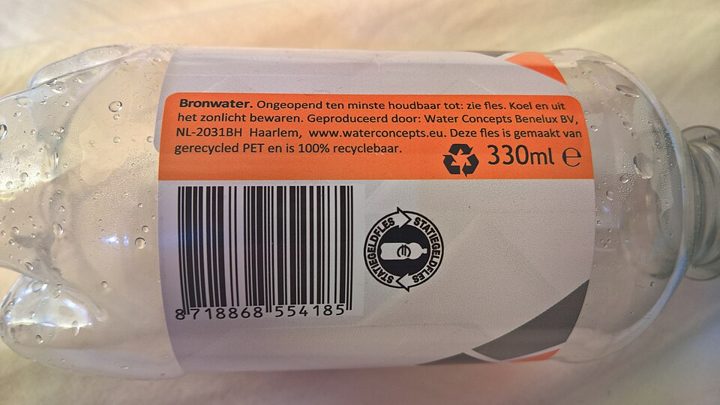 Bronwater. Ongeopend ten minste houdbaar tot: zie fles. Koel en uit
het zonlicht bewaren. Geproduceerd door: Water Concepts Benelux BV,
NL-2031BH Haarlem, www.waterconcepts.eu. Deze fles is gemaakt van
gerecycled PET en is 100% recyclebaar.
330ml ℮
8 718868 554185
STATIEGELDFLES
STATIEGELDFLES